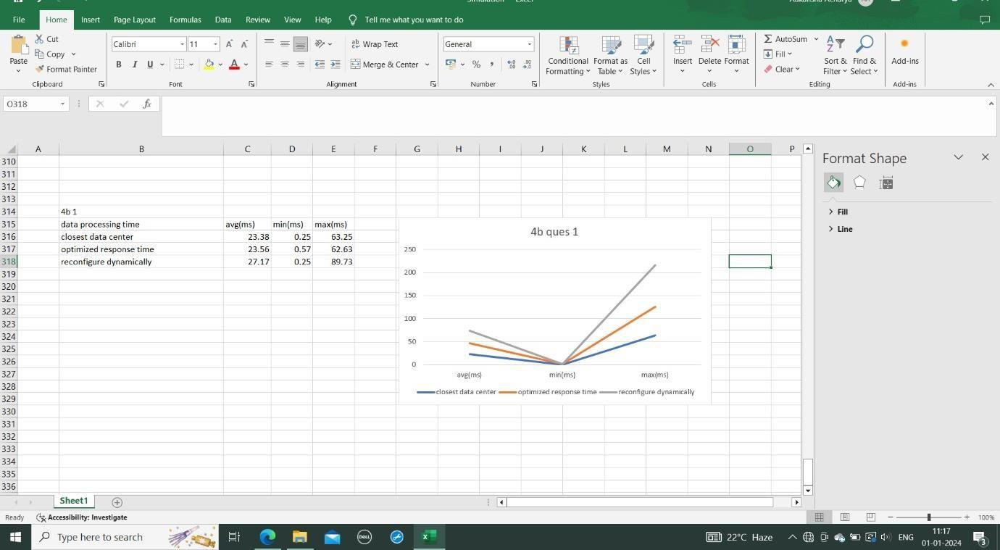 File Home Insert Page Layout Formulas Data Review View Help Tell me what you want to do
Cut
Copy
Format Painter
Paste
Calibri 11
B I U
Wrap Text
Merge & Center
General
% ,
Conditional Formatting
Format as Table
Cell Styles
Insert Delete Format
AutoSum
Fill
Clear
Sort & Filter
Find & Select
Add-ins
Clipboard Font Alignment Number Styles Cells Editing Add-ins
O318 fx
A B C D E F G H I J K L M N O P
310
311
312
313
314 4b 1
315 data processing time avg(ms) min(ms) max(ms)
316 closest data center 23.38 0.25 63.25
317 optimized response time 23.56 0.57 62.63
318 reconfigure dynamically 27.17 0.25 89.73
319
320
321
322
323
324
325
326
327
328
329
330
331
332
333
334
335
336
4b ques 1
250
200
150
100
50
0
avg(ms) min(ms) max(ms)
closest data center optimized response time reconfigure dynamically
Format Shape
Fill
Line
Sheet1
Ready Accessibility: Investigate 100%
Type here to search
DELL
22°C Haze
ENG
11:17
01-01-2024
3